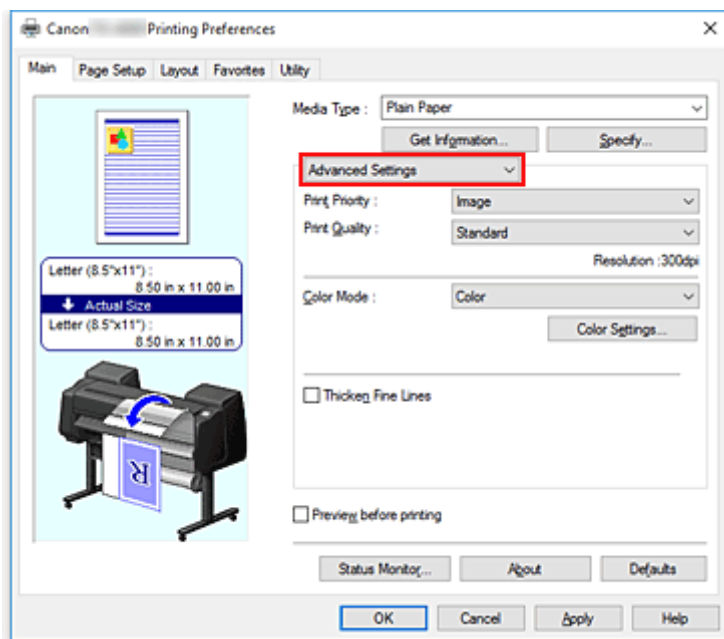 Canon Printing Preferences
Main Page Setup Layout Favorites Utility
Media Type : Plain Paper
Get Information... Specify...
Advanced Settings
Print Priority : Image
Print Quality : Standard
Resolution :300dpi
Color Mode : Color
Color Settings...
Thicken Fine Lines
Letter (8.5"x11") :
8.50 in x 11.00 in
Actual Size
Letter (8.5"x11") :
8.50 in x 11.00 in
R
Preview before printing
Status Monitor... About Defaults
OK Cancel Apply Help